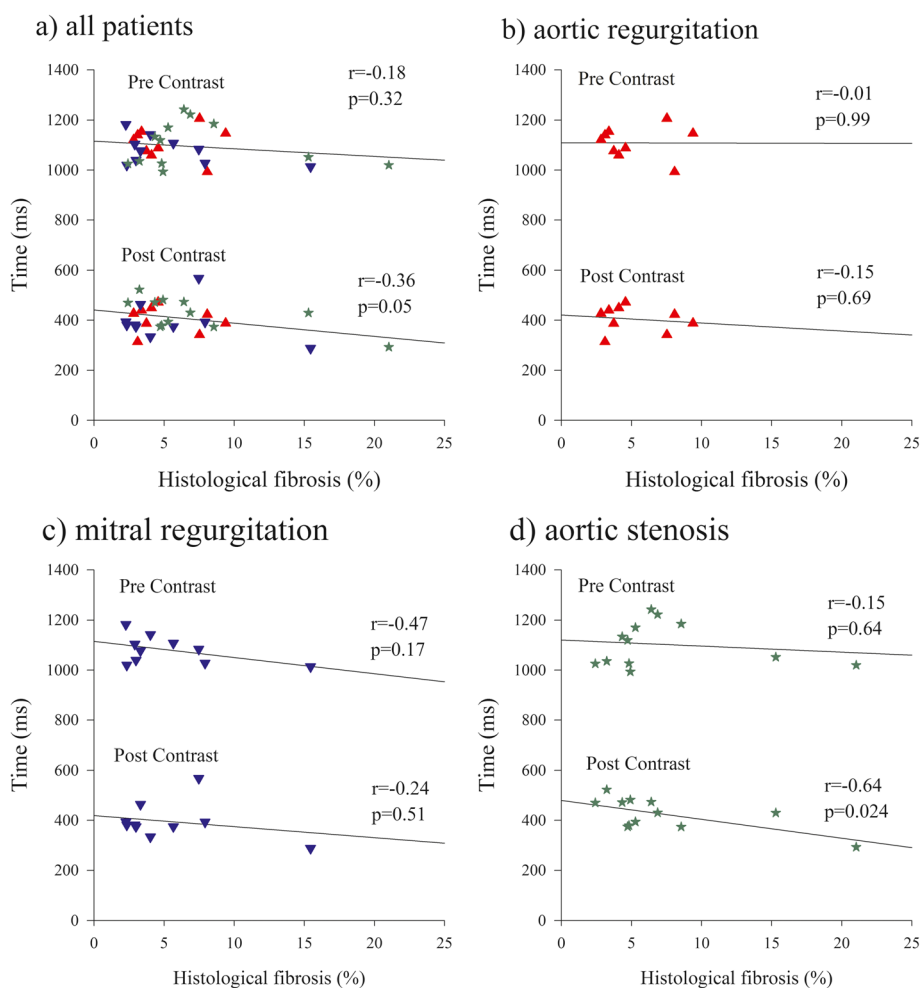 a) all patients
1400
1200
1000
800
600
400
200
0
Time (ms)
Pre Contrast
r=-0.18
p=0.32
Post Contrast
r=-0.36
p=0.05
0 5 10 15 20 25
Histological fibrosis (%)
b) aortic regurgitation
1400
1200
1000
800
600
400
200
0
Time (ms)
Pre Contrast
r=-0.01
p=0.99
Post Contrast
r=-0.15
p=0.69
0 5 10 15 20 25
Histological fibrosis (%)
c) mitral regurgitation
1400
1200
1000
800
600
400
200
0
Time (ms)
Pre Contrast
r=-0.47
p=0.17
Post Contrast
r=-0.24
p=0.51
0 5 10 15 20 25
Histological fibrosis (%)
d) aortic stenosis
1400
1200
1000
800
600
400
200
0
Time (ms)
Pre Contrast
r=-0.15
p=0.64
Post Contrast
r=-0.64
p=0.024
0 5 10 15 20 25
Histological fibrosis (%)